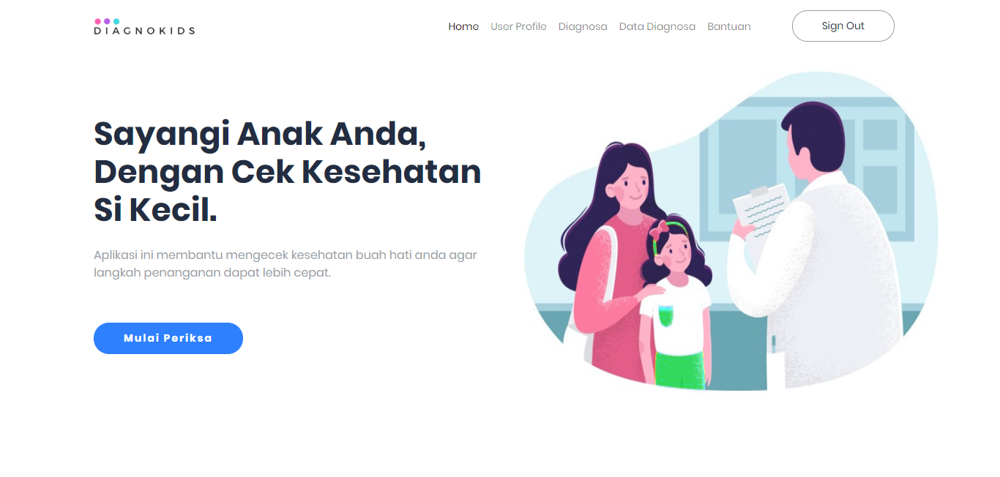 DIAGNOKIDS
Home User Profile Diagnosa Data Diagnosa Bantuan Sign Out
Sayangi Anak Anda,
Dengan Cek Kesehatan
Si Kecil.
Aplikasi ini membantu mengecek kesehatan buah hati anda agar
langkah penanganan dapat lebih cepat.
Mulai Periksa